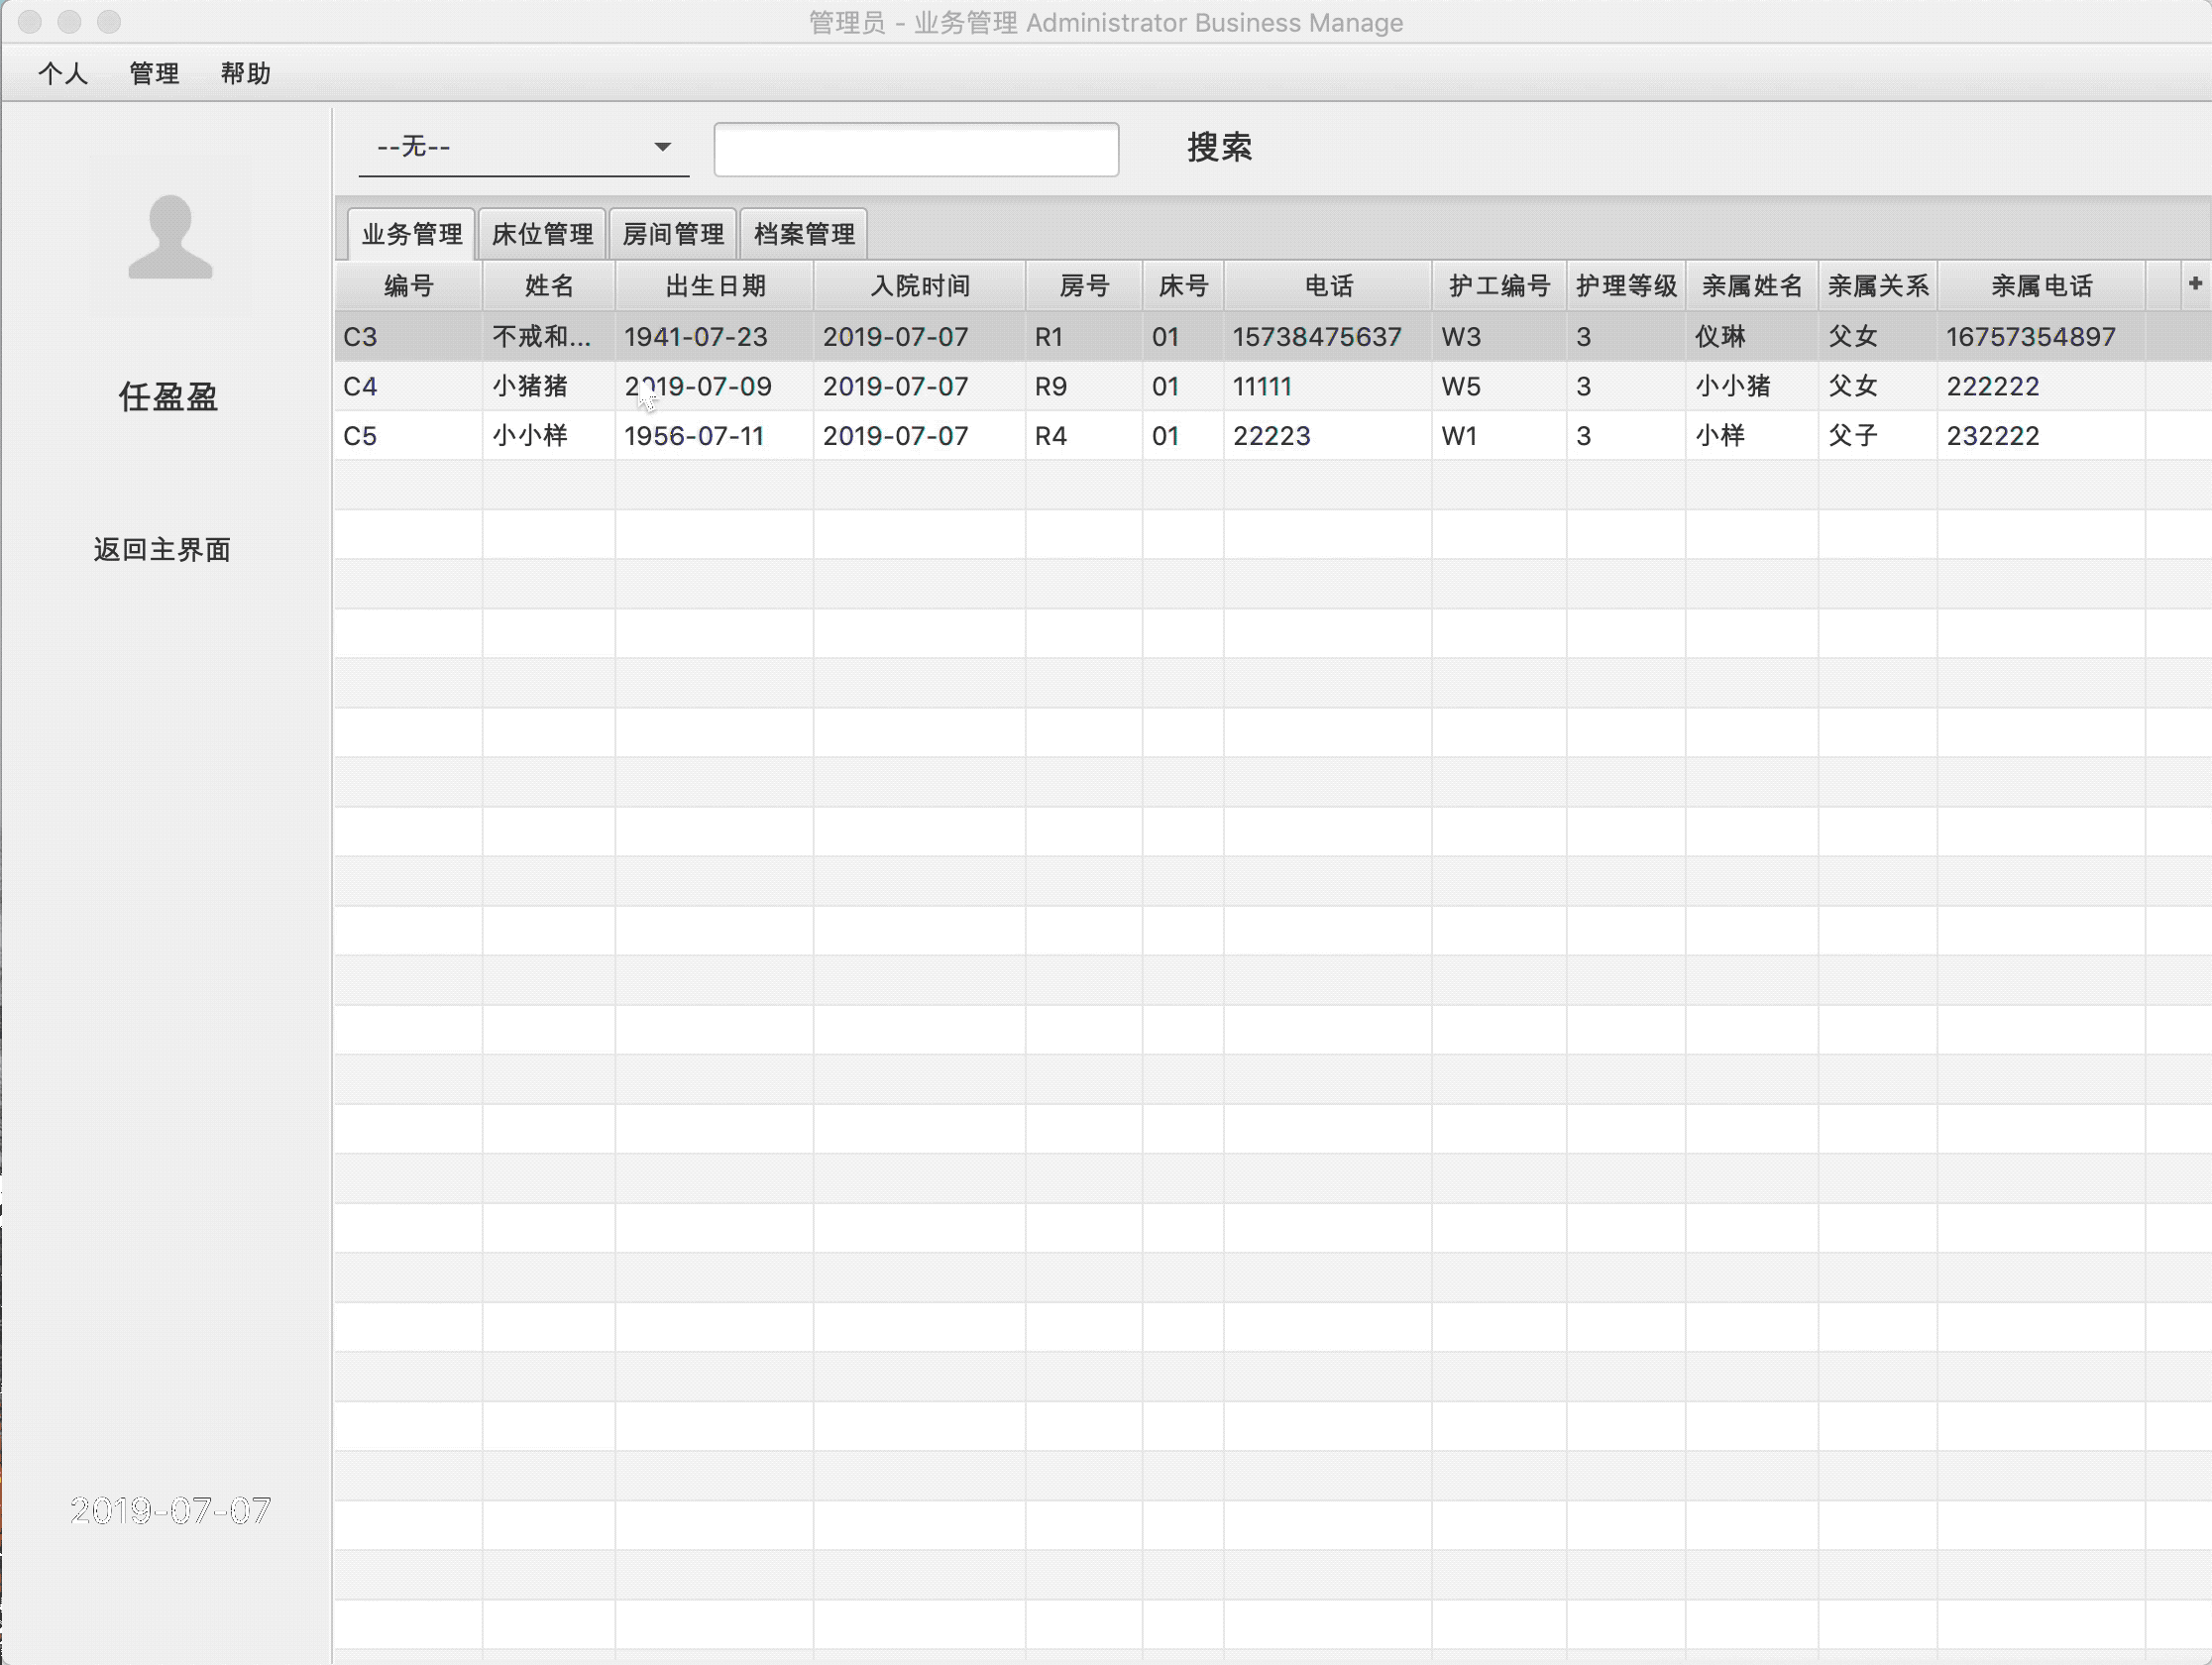 管理员 - 业务管理 Administrator Business Manage
个人 管理 帮助
--无-- 搜索
任盈盈
返回主界面
2019-07-07
业务管理 床位管理 房间管理 档案管理
编号 姓名 出生日期 入院时间 房号 床号 电话 护工编号 护理等级 亲属姓名 亲属关系 亲属电话 +
C3 不戒和... 1941-07-23 2019-07-07 R1 01 15738475637 W3 3 仪琳 父女 16757354897
C4 小猪猪 2019-07-09 2019-07-07 R9 01 11111 W5 3 小小猪 父女 222222
C5 小小样 1956-07-11 2019-07-07 R4 01 22223 W1 3 小样 父子 232222